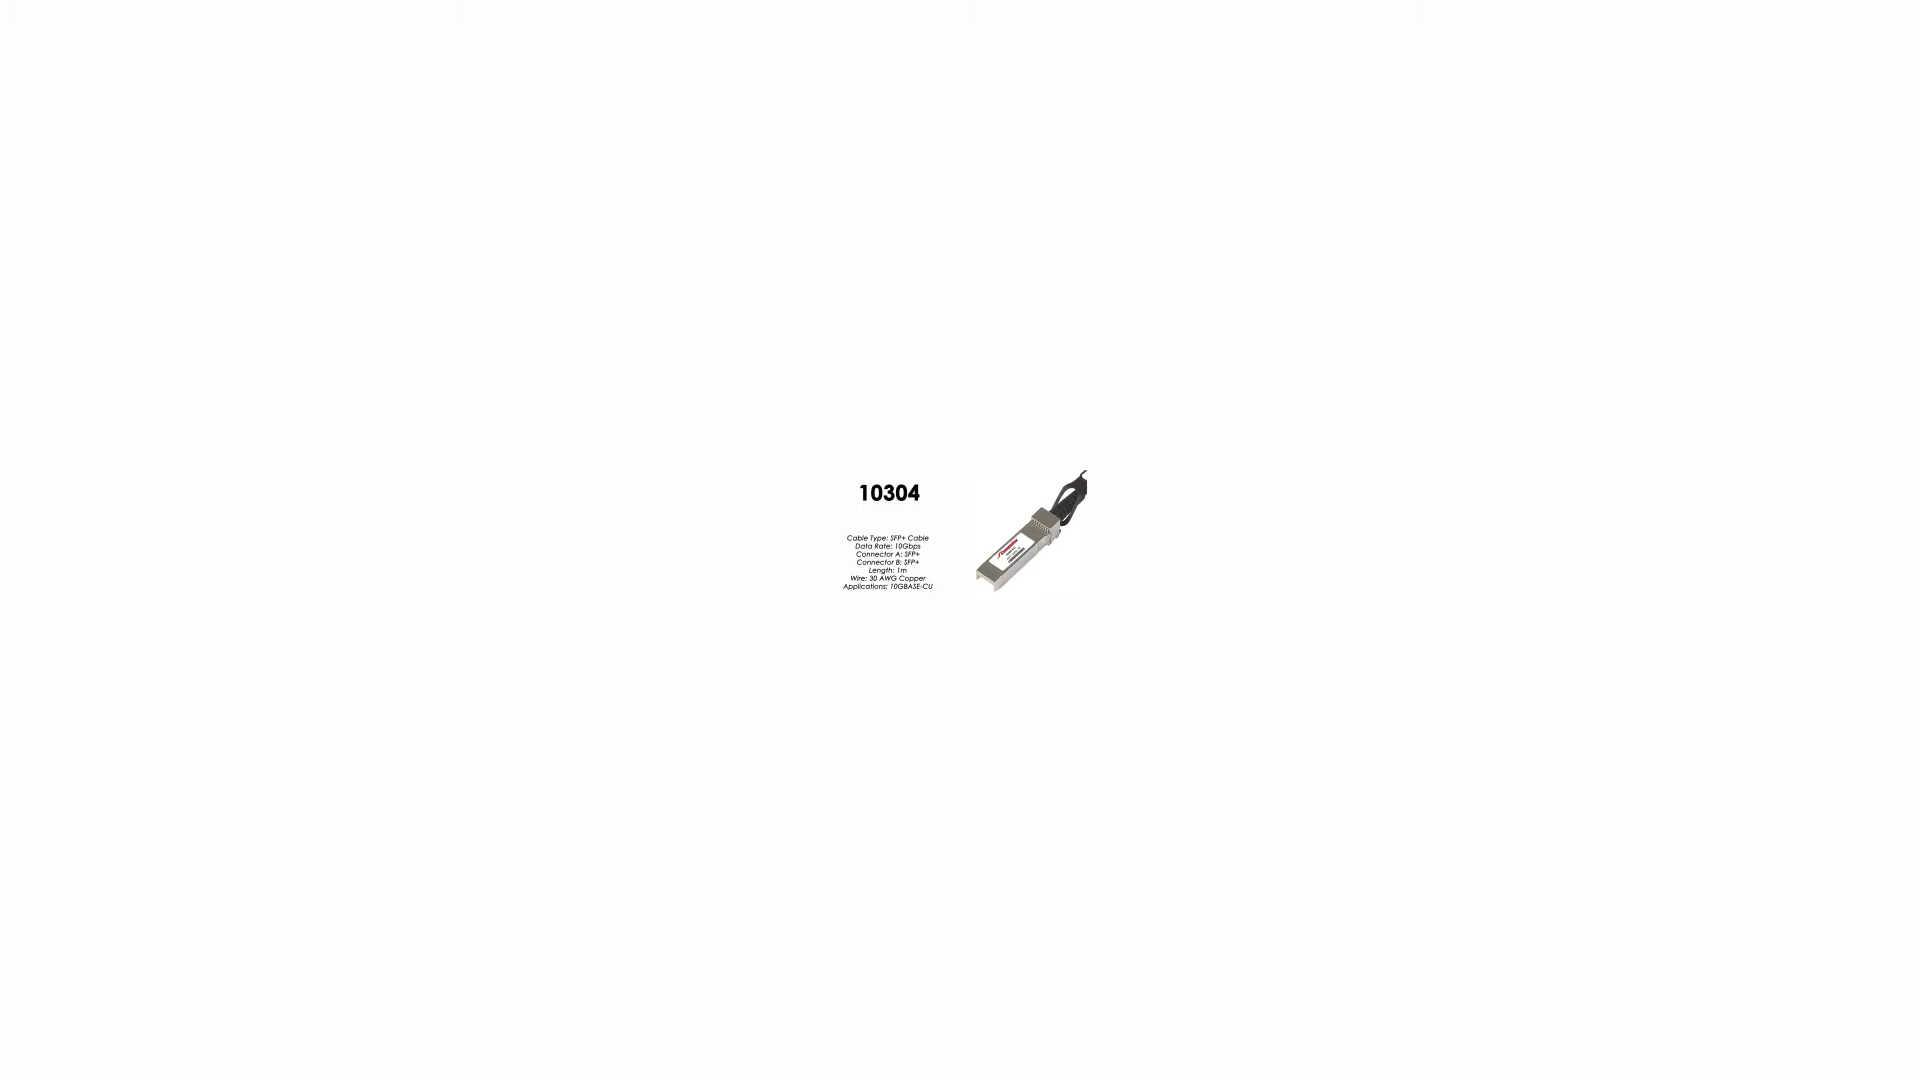 10304
Cable Type: SFP+ Cable
Data Rate: 10Gbps
Connector A: SFP+
Connector B: SFP+
Length: 1m
Wire: 30 AWG Copper
Applications: 10GBASE-CU